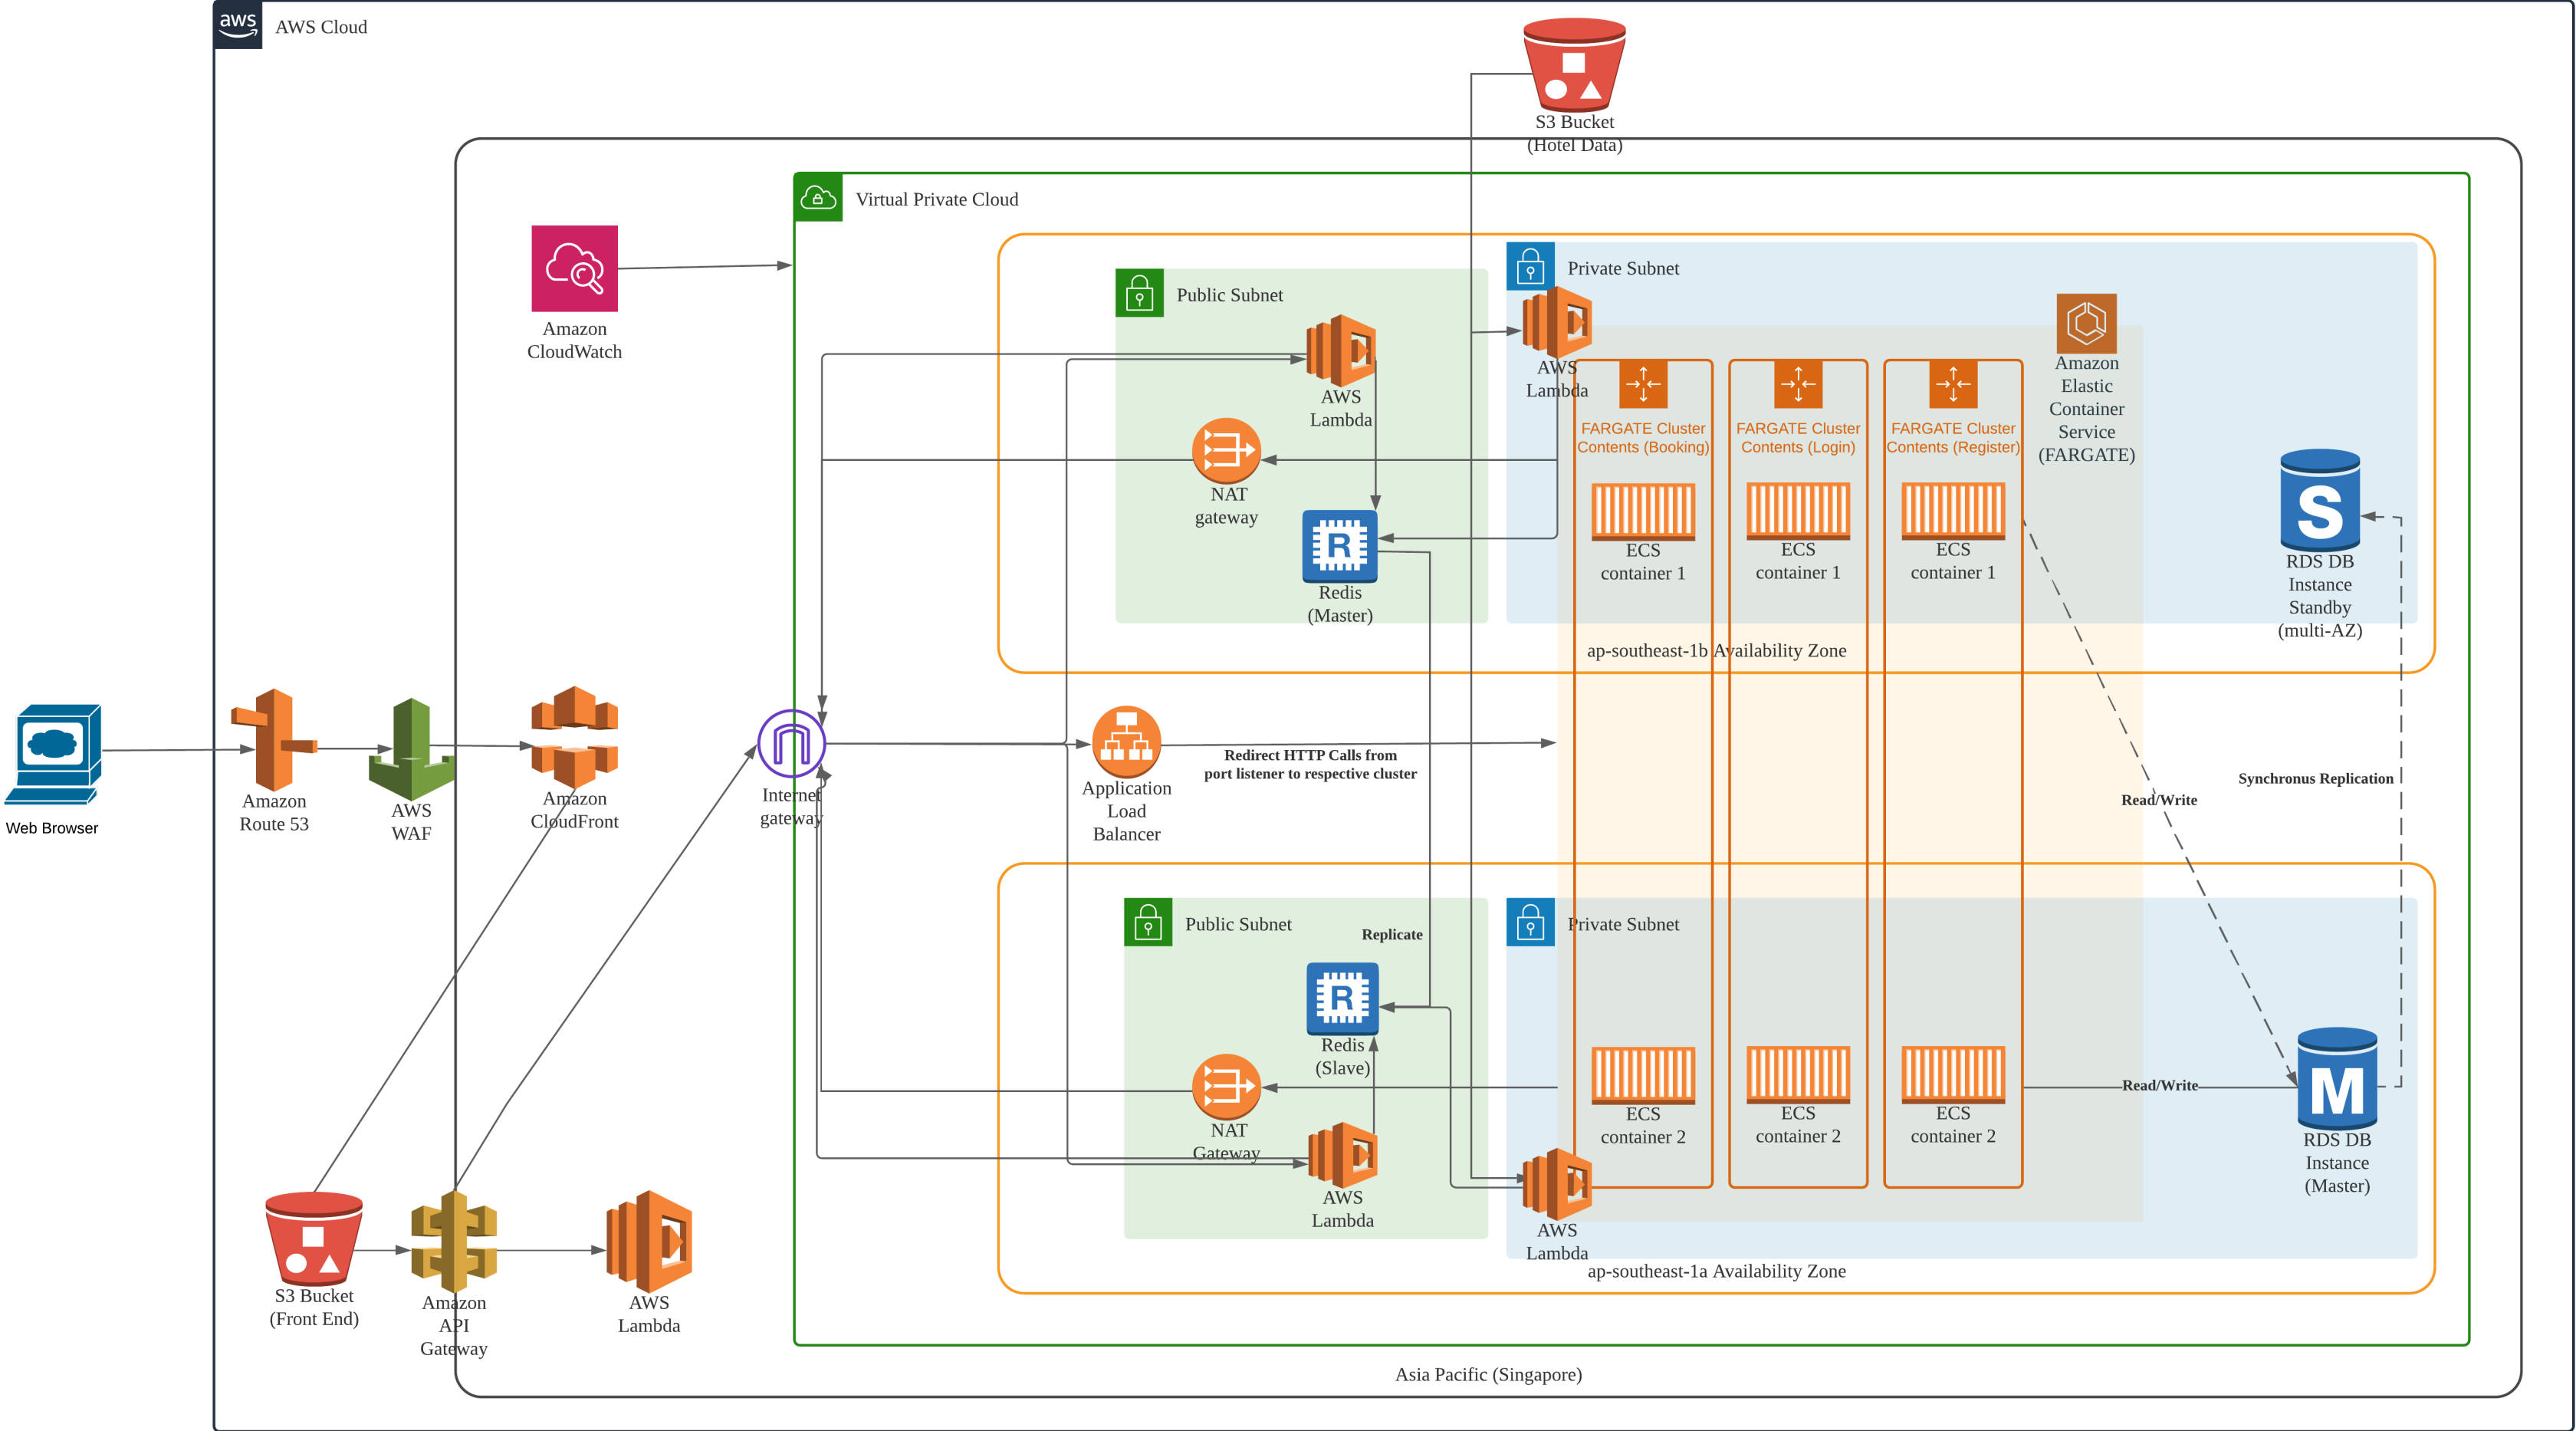 aws
AWS Cloud
S3 Bucket
(Hotel Data)
Virtual Private Cloud
Amazon
CloudWatch
Public Subnet
AWS
Lambda
NAT
gateway
R
Redis
(Master)
Private Subnet
AWS
Lambda
FARGATE Cluster
Contents (Booking)
FARGATE Cluster
Contents (Login)
FARGATE Cluster
Contents (Register)
Amazon
Elastic
Container
Service
(FARGATE)
ECS
container 1
ECS
container 1
ECS
container 1
S
RDS DB
Instance
Standby
(multi-AZ)
ap-southeast-1b Availability Zone
Web Browser
Amazon
Route 53
AWS
WAF
Amazon
CloudFront
Internet
gateway
Application
Load
Balancer
Redirect HTTP Calls from
port listener to respective cluster
Read/Write
Synchronus Replication
Public Subnet
Replicate
R
Redis
(Slave)
NAT
Gateway
AWS
Lambda
Private Subnet
AWS
Lambda
ECS
container 2
ECS
container 2
ECS
container 2
Read/Write
M
RDS DB
Instance
(Master)
ap-southeast-1a Availability Zone
S3 Bucket
(Front End)
Amazon
API
Gateway
AWS
Lambda
Asia Pacific (Singapore)